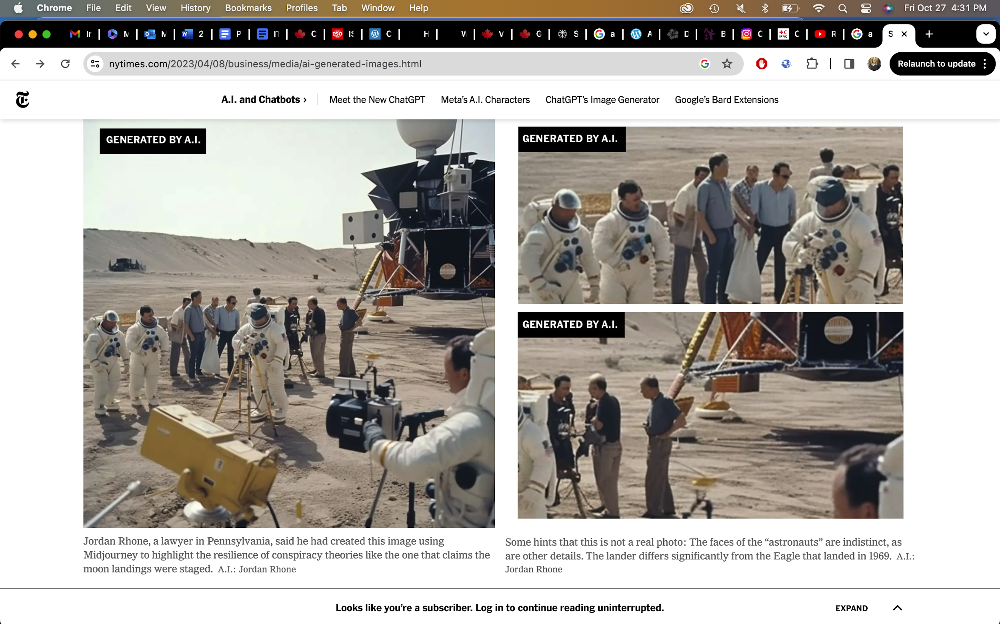 Chrome File Edit View History Bookmarks Profiles Tab Window Help Fri Oct 27 4:31 PM
Ir M M 2 P IT C ISO IS C H V G S a A D B C IFRC C R a S
nytimes.com/2023/04/08/business/media/ai-generated-images.html Relaunch to update
A.I. and Chatbots › Meet the New ChatGPT Meta’s A.I. Characters ChatGPT’s Image Generator Google’s Bard Extensions
GENERATED BY A.I.
GENERATED BY A.I.
GENERATED BY A.I.
Jordan Rhone, a lawyer in Pennsylvania, said he had created this image using
Midjourney to highlight the resilience of conspiracy theories like the one that claims the
moon landings were staged. A.I.: Jordan Rhone
Some hints that this is not a real photo: The faces of the “astronauts” are indistinct, as
are other details. The lander differs significantly from the Eagle that landed in 1969. A.I.:
Jordan Rhone
Looks like you’re a subscriber. Log in to continue reading uninterrupted.
EXPAND